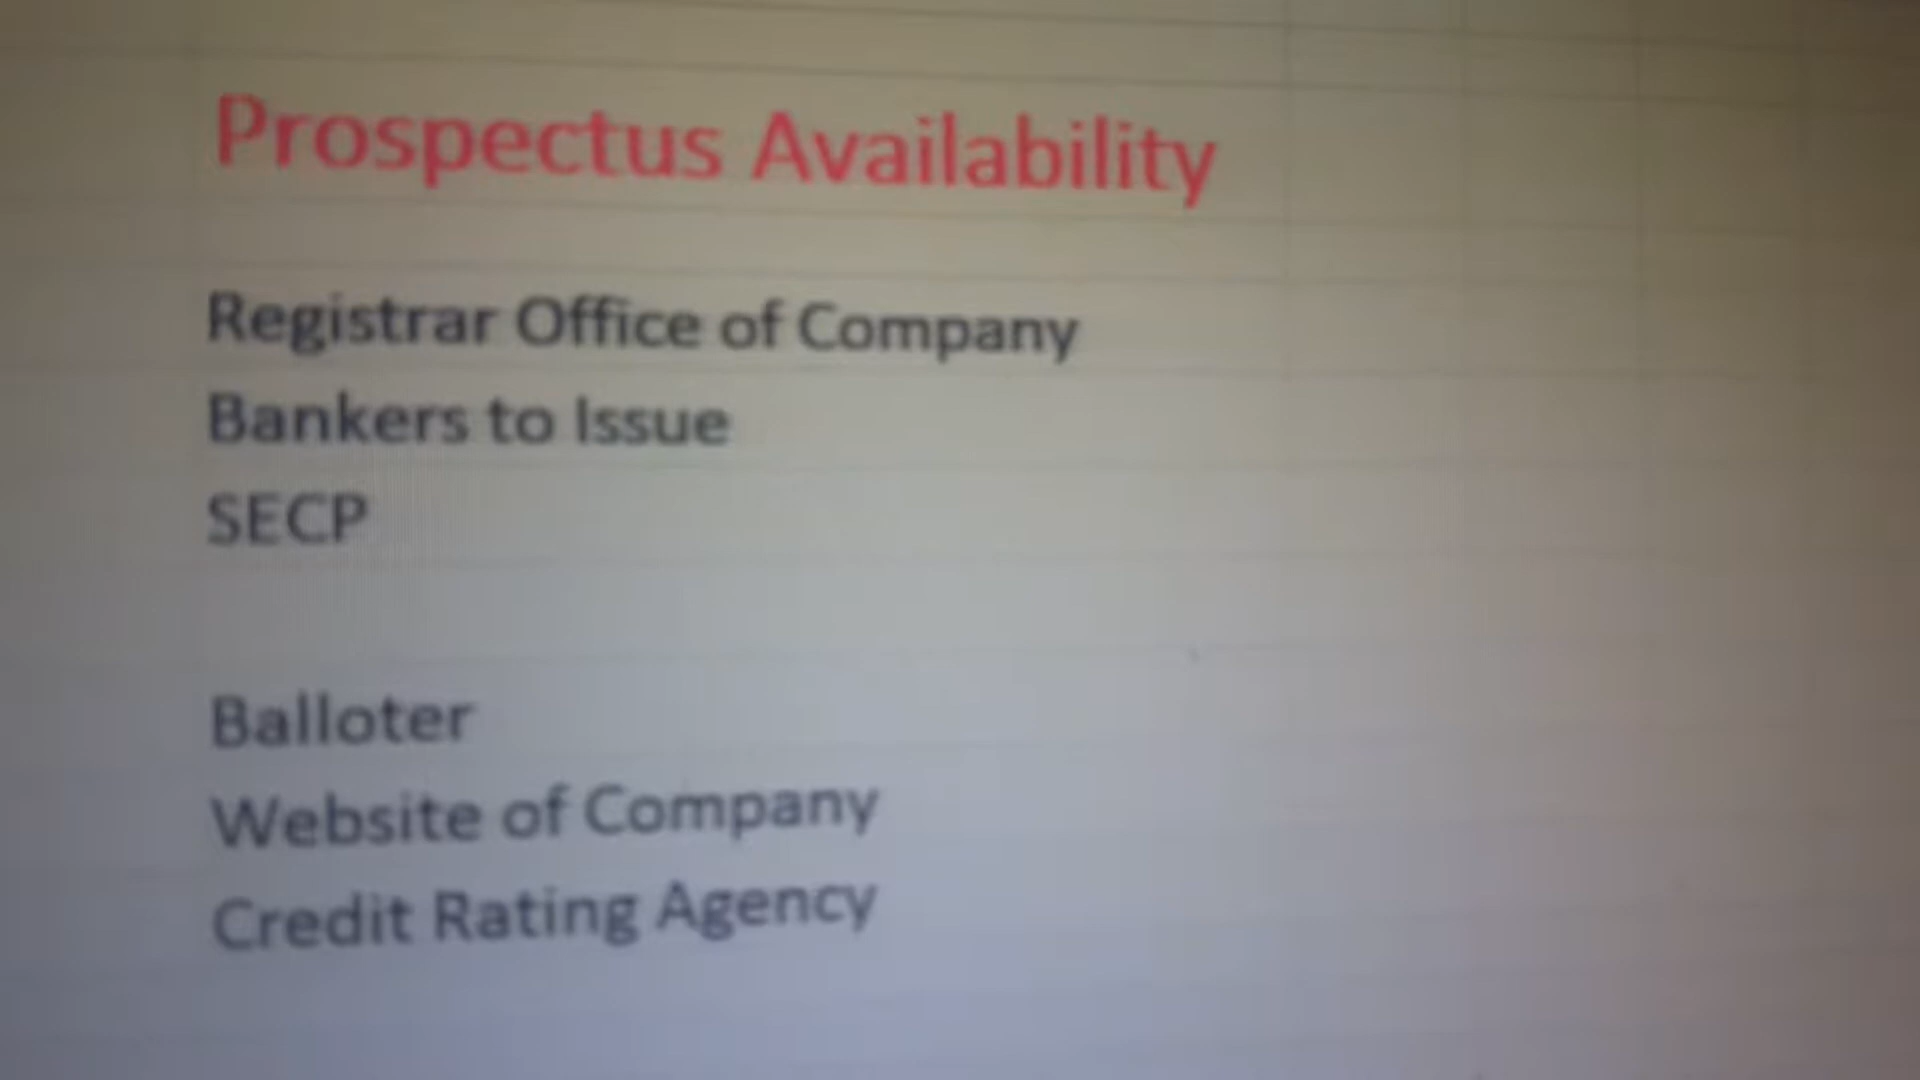 Prospectus Availability
Registrar Office of Company
Bankers to Issue
SECP
Balloter
Website of Company
Credit Rating Agency